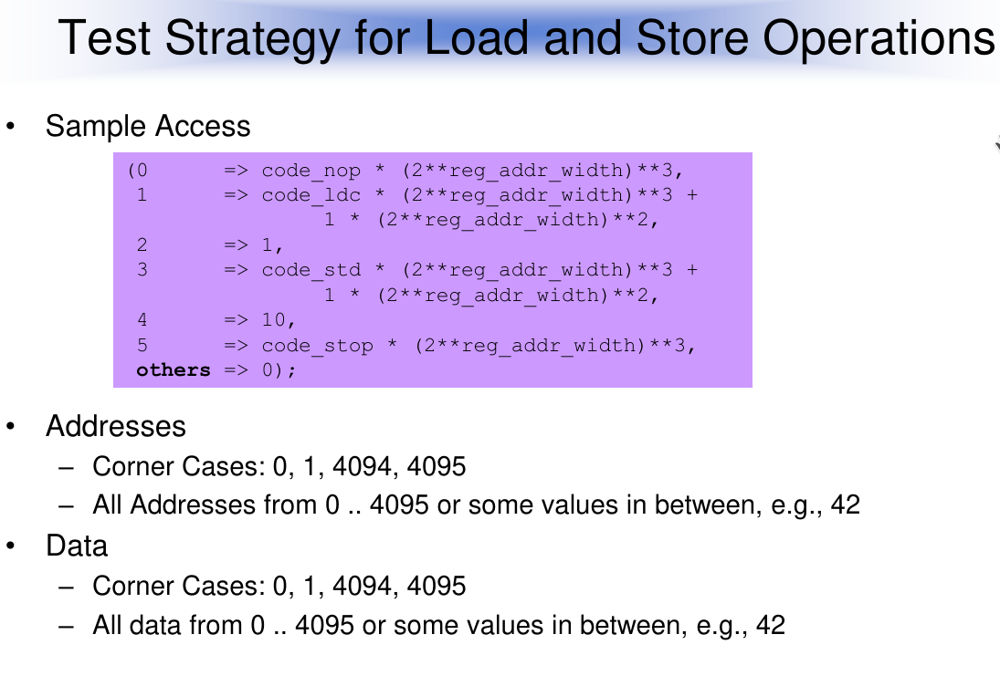 Test Strategy for Load and Store Operations
• Sample Access
(0 => code_nop * (2**reg_addr_width)**3,
1 => code_ldc * (2**reg_addr_width)**3 +
1 * (2**reg_addr_width)**2,
2 => 1,
3 => code_std * (2**reg_addr_width)**3 +
1 * (2**reg_addr_width)**2,
4 => 10,
5 => code_stop * (2**reg_addr_width)**3,
others => 0);
• Addresses
– Corner Cases: 0, 1, 4094, 4095
– All Addresses from 0 .. 4095 or some values in between, e.g., 42
• Data
– Corner Cases: 0, 1, 4094, 4095
– All data from 0 .. 4095 or some values in between, e.g., 42